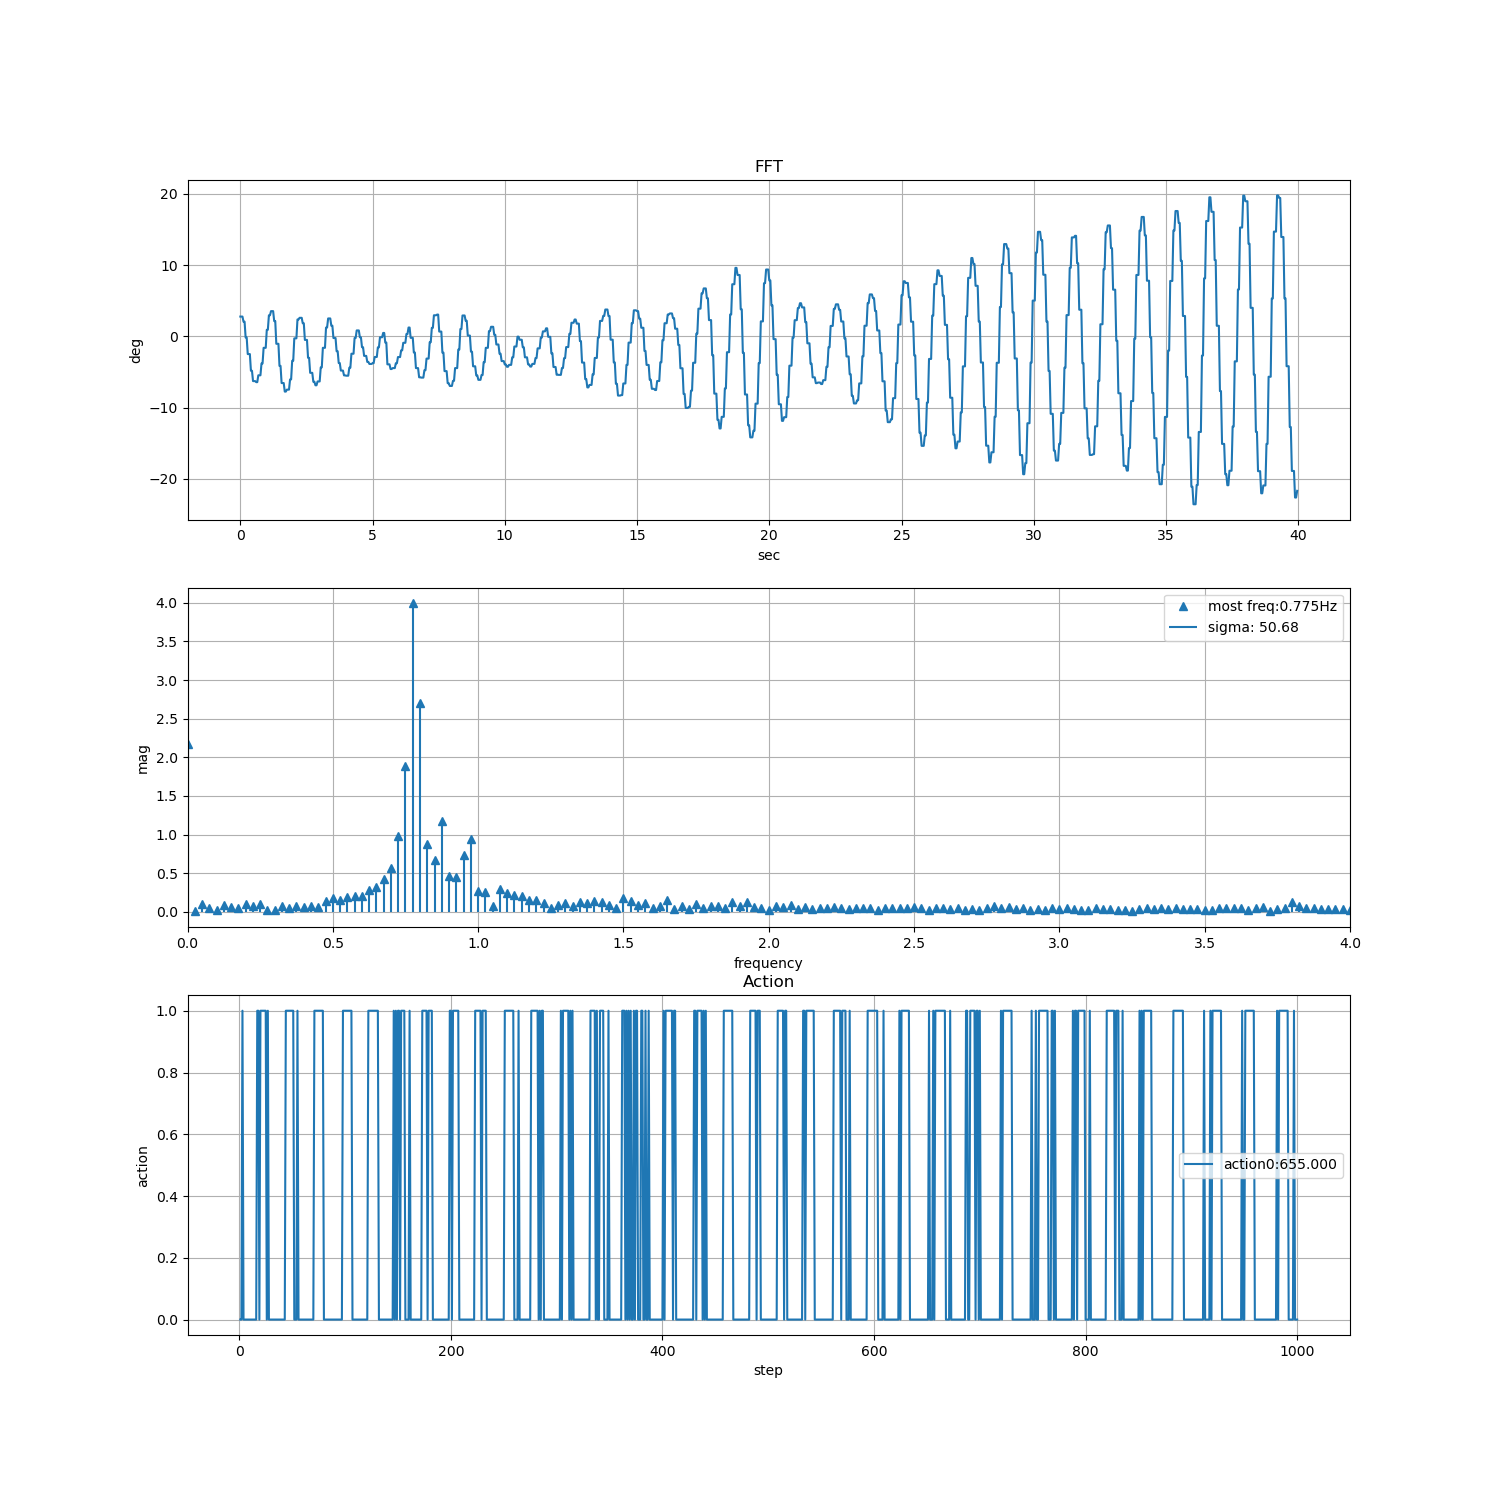 FFT
20
10
0
−10
−20
deg
0 5 10 15 20 25 30 35 40
sec
4.0
3.5
3.0
2.5
2.0
1.5
1.0
0.5
0.0
mag
most freq:0.775Hz
sigma: 50.68
0.0 0.5 1.0 1.5 2.0 2.5 3.0 3.5 4.0
frequency
Action
1.0
0.8
0.6
0.4
0.2
0.0
action
action0:655.000
0 200 400 600 800 1000
step